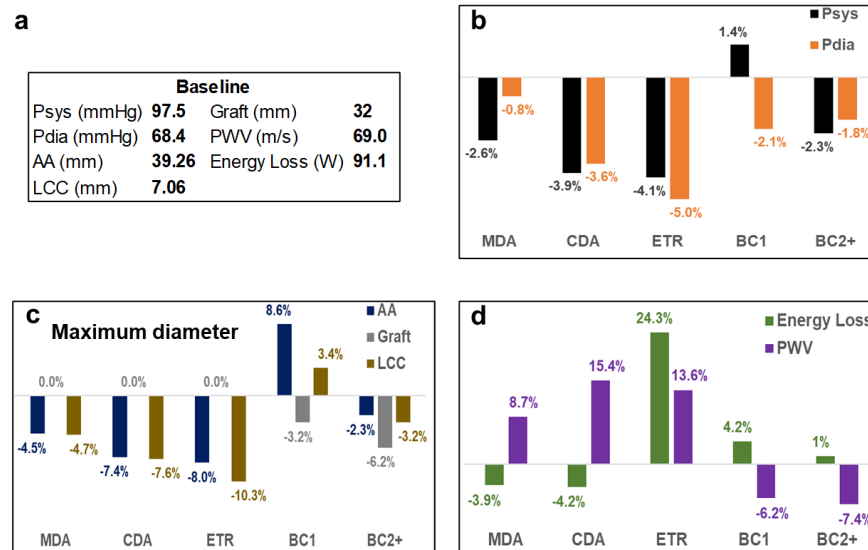 a
Baseline
Psys (mmHg) 97.5 Graft (mm) 32
Pdia (mmHg) 68.4 PWV (m/s) 69.0
AA (mm) 39.26 Energy Loss (W) 91.1
LCC (mm) 7.06
b
Psys
Pdia
1.4%
-0.8%
-2.6%
-3.9%
-3.6%
-4.1%
-5.0%
-2.1%
-2.3%
-1.8%
MDA CDA ETR BC1 BC2+
c
Maximum diameter
AA
Graft
LCC
8.6%
3.4%
0.0% 0.0% 0.0%
-4.5%
-4.7%
-7.4%
-7.6%
-8.0%
-10.3%
-3.2%
-2.3%
-6.2%
-3.2%
MDA CDA ETR BC1 BC2+
d
Energy Loss
PWV
24.3%
15.4%
13.6%
8.7%
4.2%
1%
-3.9%
-4.2%
-6.2%
-7.4%
MDA CDA ETR BC1 BC2+